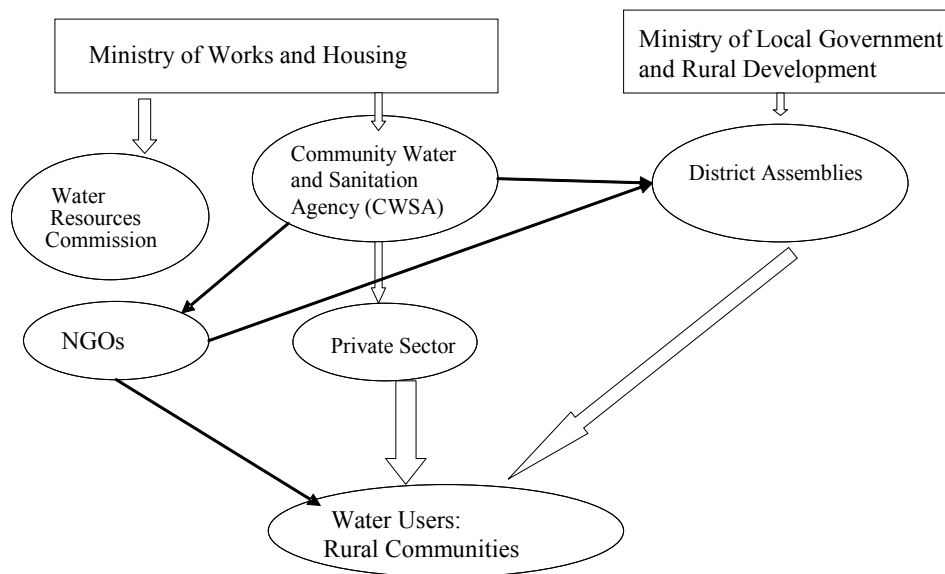 Ministry of Works and Housing
Ministry of Local Government
and Rural Development
Community Water
and Sanitation
Agency (CWSA)
District Assemblies
Water
Resources
Commission
NGOs
Private Sector
Water Users:
Rural Communities